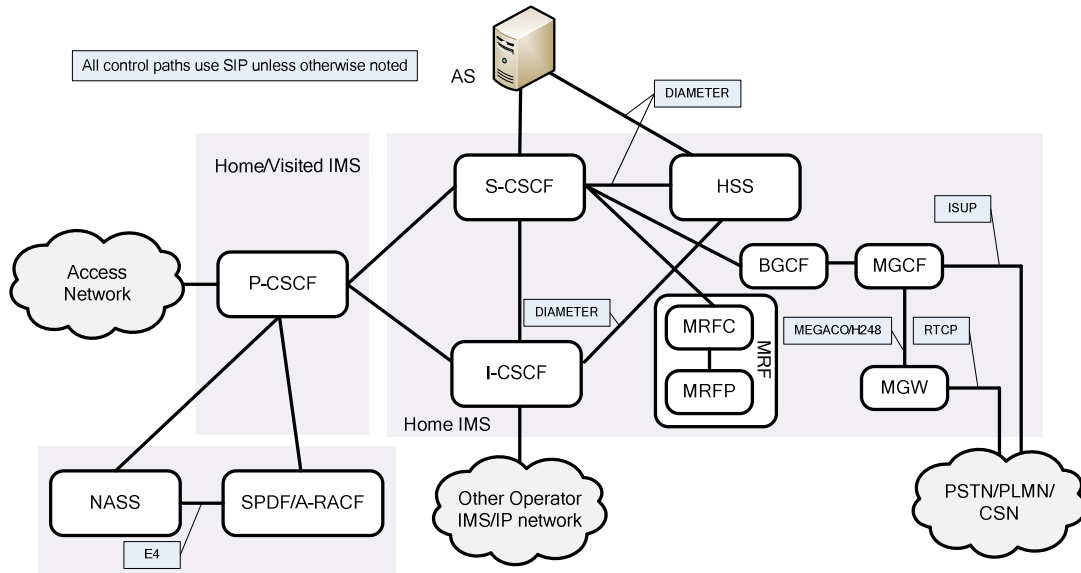 All control paths use SIP unless otherwise noted
AS
DIAMETER
Home/Visited IMS
S-CSCF
HSS
ISUP
Access
Network
P-CSCF
BGCF
MGCF
DIAMETER
MRFC
MRF
MEGACO/H248
RTCP
I-CSCF
MRFP
MGW
Home IMS
NASS
SPDF/A-RACF
Other Operator
IMS/IP network
PSTN/PLMN/
CSN
E4